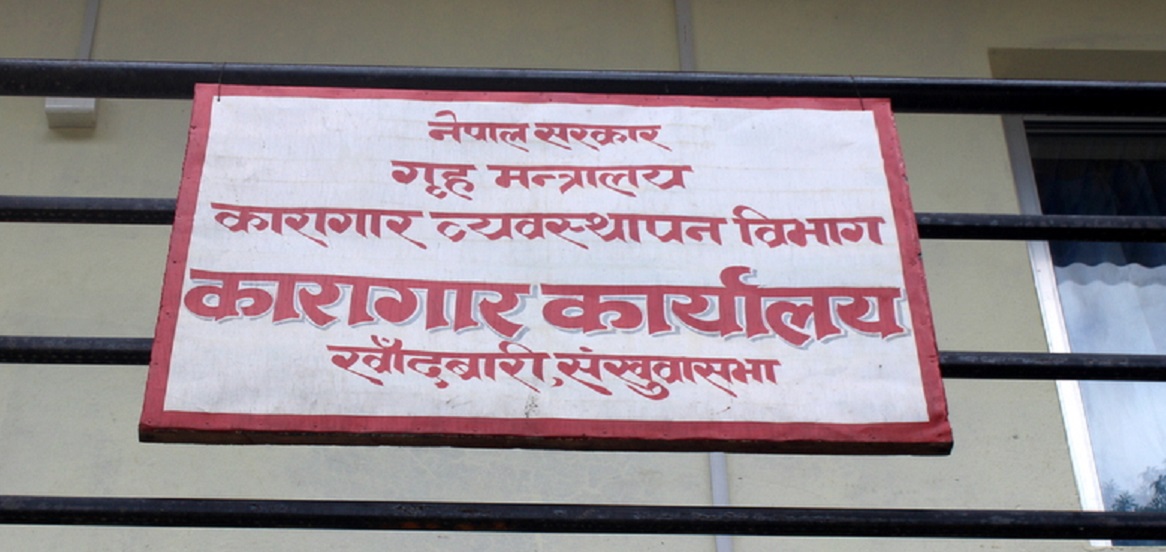 नेपाल सरकार
गृह मन्त्रालय
कारागार व्यवस्थापन विभाग
कारागार कार्यालय
खाँदबारी, संखुवासभा